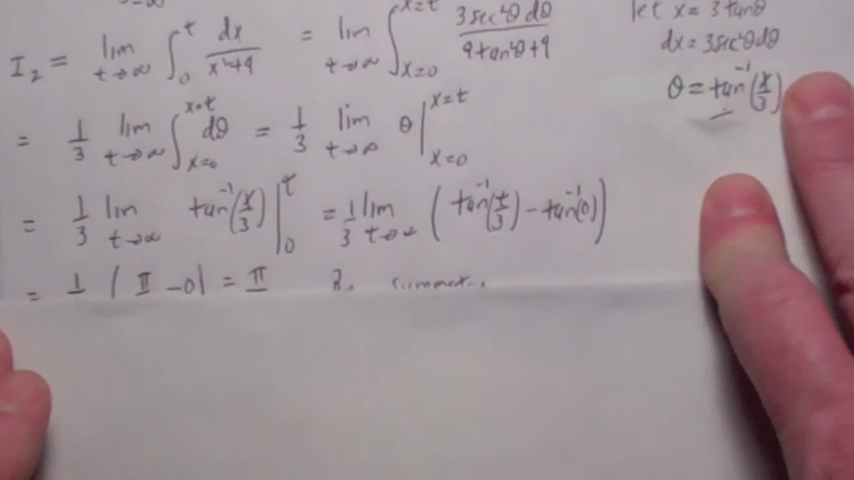 let x = 3 tanθ
I₂ = lim t→∞ ∫₀ᵗ dx/(x²+9) = lim t→∞ ∫_{x=0}^{x=t} 3sec²θ dθ/(9tan²θ+9)
dx = 3sec²θdθ
θ = tan⁻¹(x/3)
= 1/3 lim t→∞ ∫_{x=0}^{x=t} dθ = 1/3 lim t→∞ θ |_{x=0}^{x=t}
= 1/3 lim t→∞ tan⁻¹(x/3) |₀ᵗ = 1/3 lim t→∞ (tan⁻¹(t/3) − tan⁻¹(0))